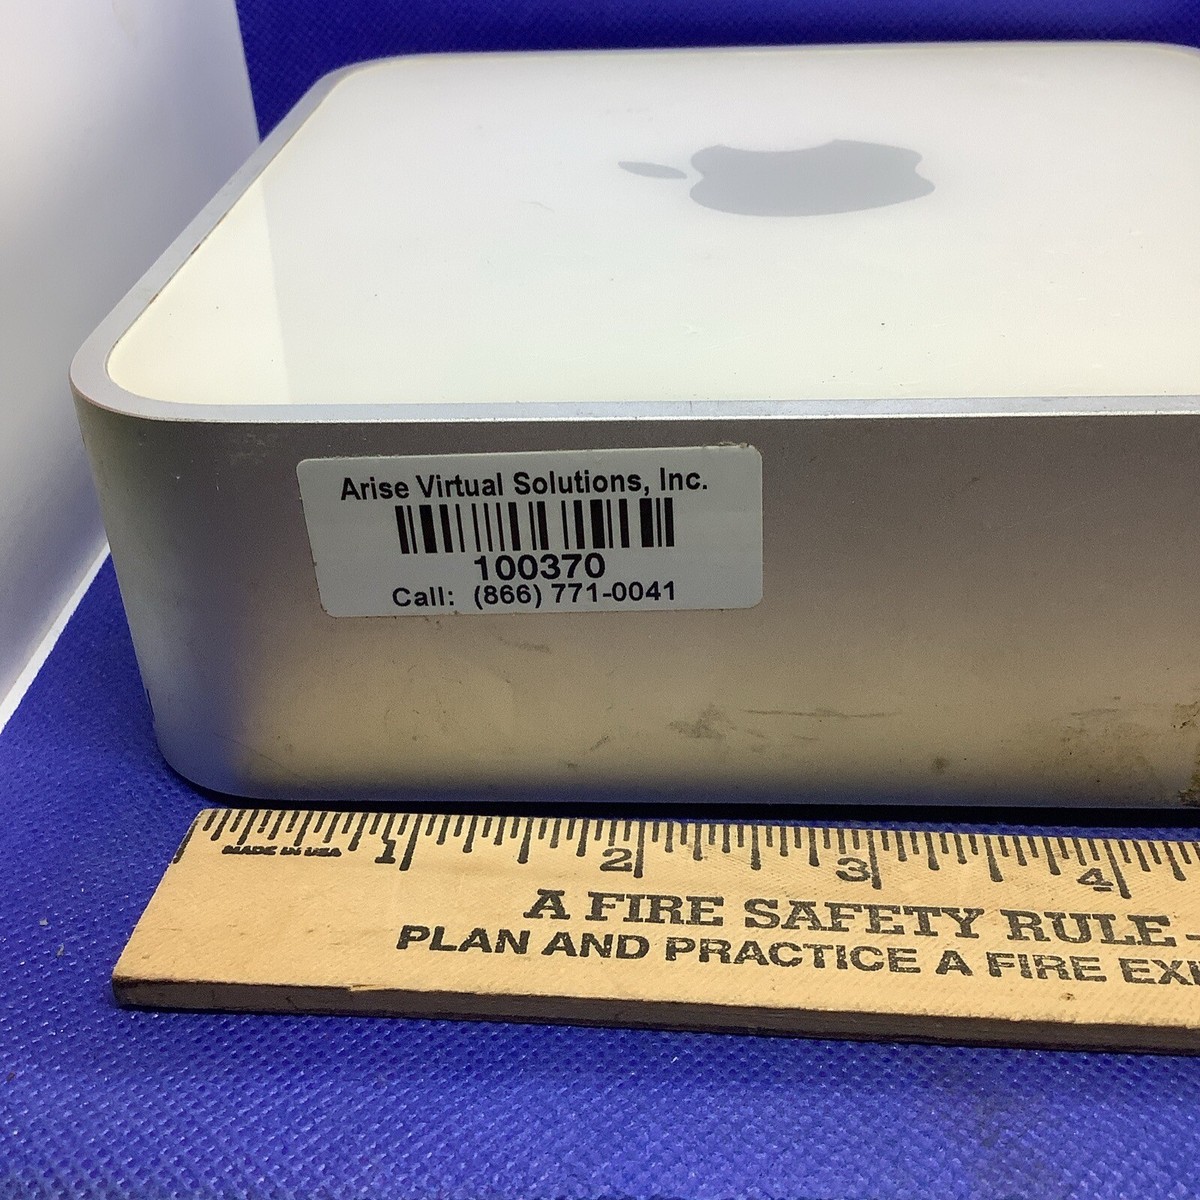 Arise Virtual Solutions, Inc.
100370
Call: (866) 771-0041
MADE IN USA
1 2 3 4
A FIRE SAFETY RULE-
PLAN AND PRACTICE A FIRE